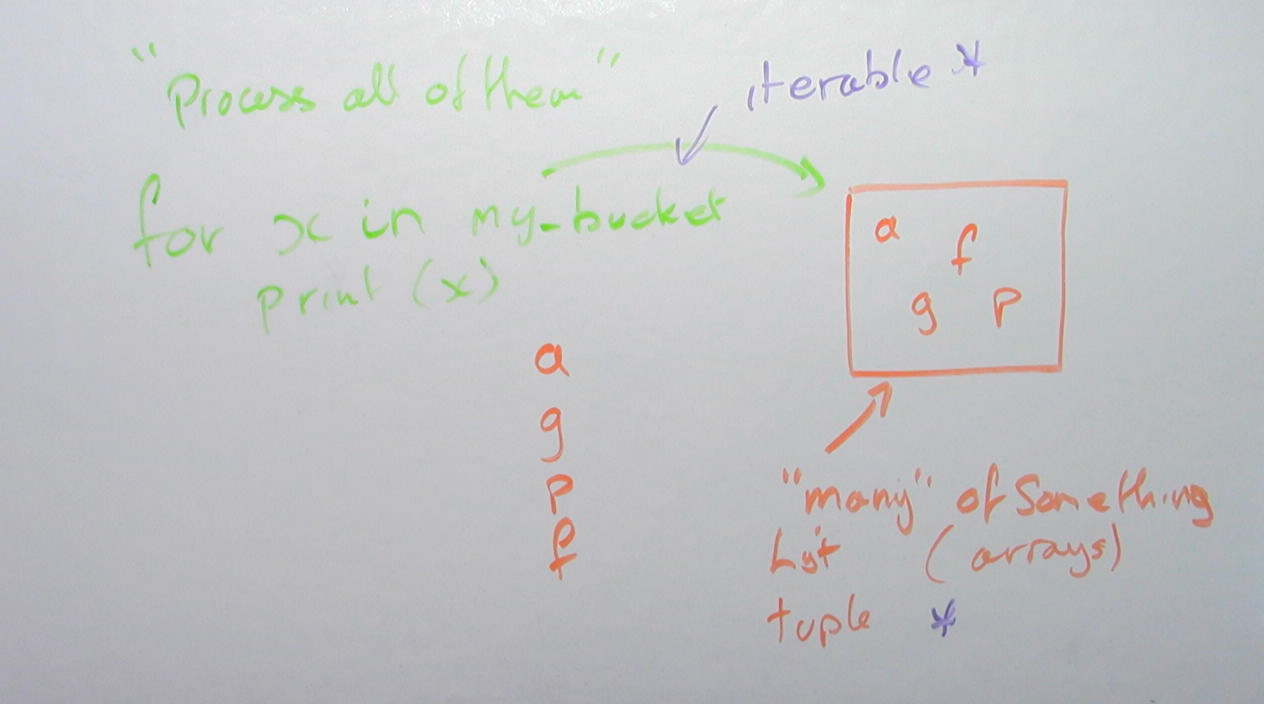 "Process all of them"
iterable *
for x in my_bucket
print (x)
a
f
g p
a
g
p
f
"many" of Something
List (arrays)
tuple *